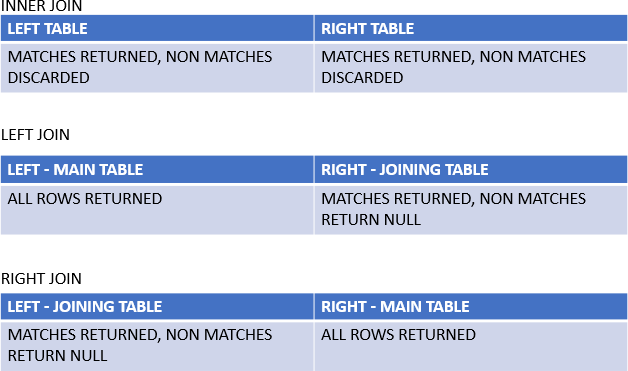 INNER JOIN
LEFT TABLE
RIGHT TABLE
MATCHES RETURNED, NON MATCHES
DISCARDED
MATCHES RETURNED, NON MATCHES
DISCARDED
LEFT JOIN
LEFT - MAIN TABLE
RIGHT - JOINING TABLE
ALL ROWS RETURNED
MATCHES RETURNED, NON MATCHES
RETURN NULL
RIGHT JOIN
LEFT - JOINING TABLE
RIGHT - MAIN TABLE
MATCHES RETURNED, NON MATCHES
RETURN NULL
ALL ROWS RETURNED